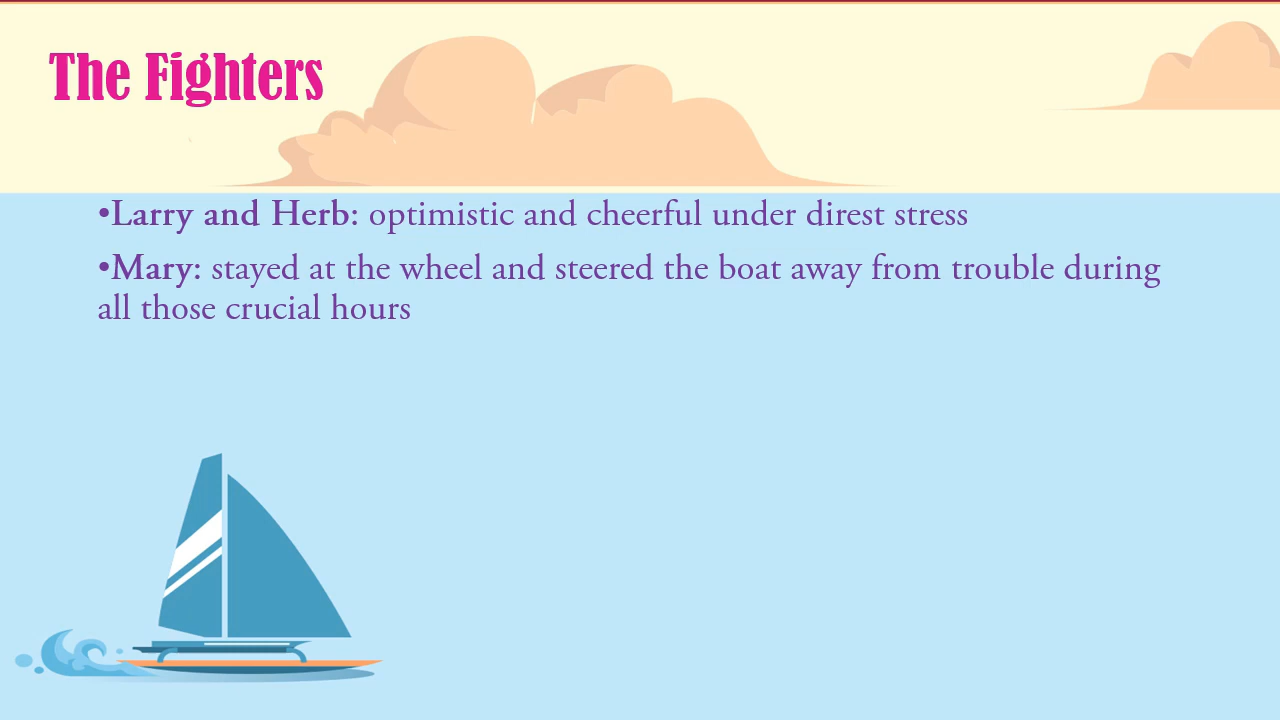 The Fighters
•Larry and Herb: optimistic and cheerful under direst stress
•Mary: stayed at the wheel and steered the boat away from trouble during
all those crucial hours